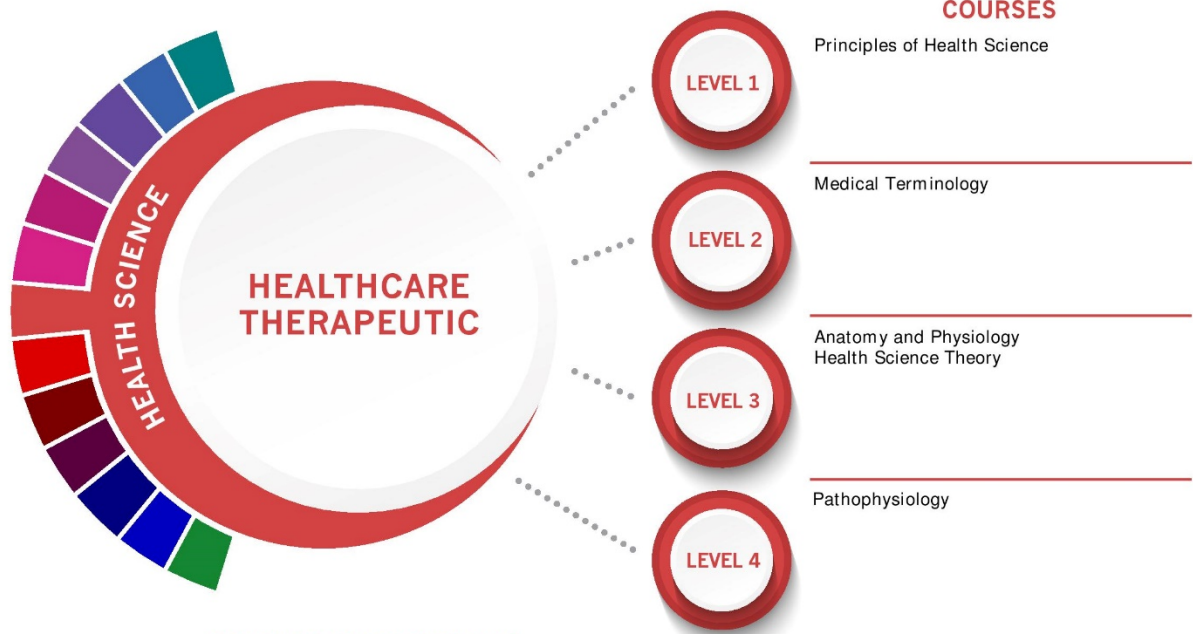 COURSES
HEALTH SCIENCE
HEALTHCARE
THERAPEUTIC
LEVEL 1
Principles of Health Science
LEVEL 2
Medical Terminology
LEVEL 3
Anatomy and Physiology
Health Science Theory
LEVEL 4
Pathophysiology